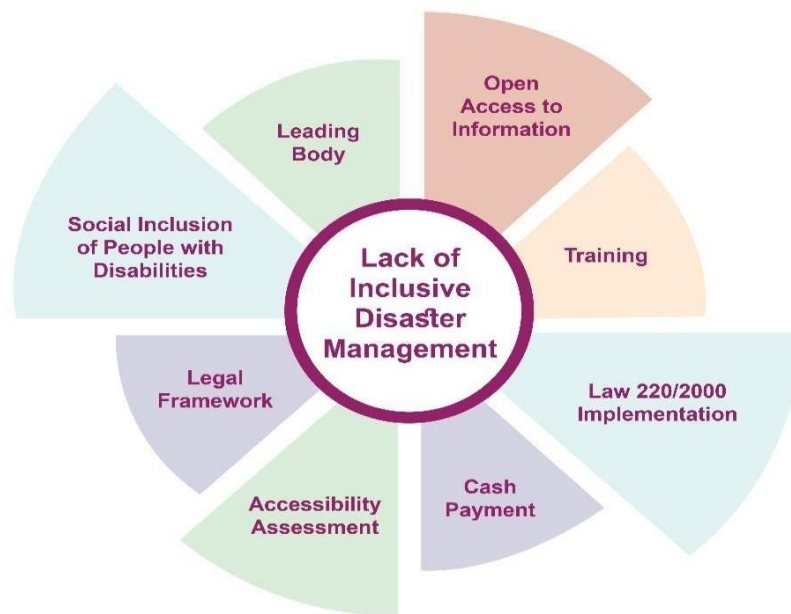 Open
Access to
Information
Leading
Body
Social Inclusion
of People with
Disabilities
Training
Lack of
Inclusive
Disaster
Management
Legal
Framework
Law 220/2000
Implementation
Accessibility
Assessment
Cash
Payment